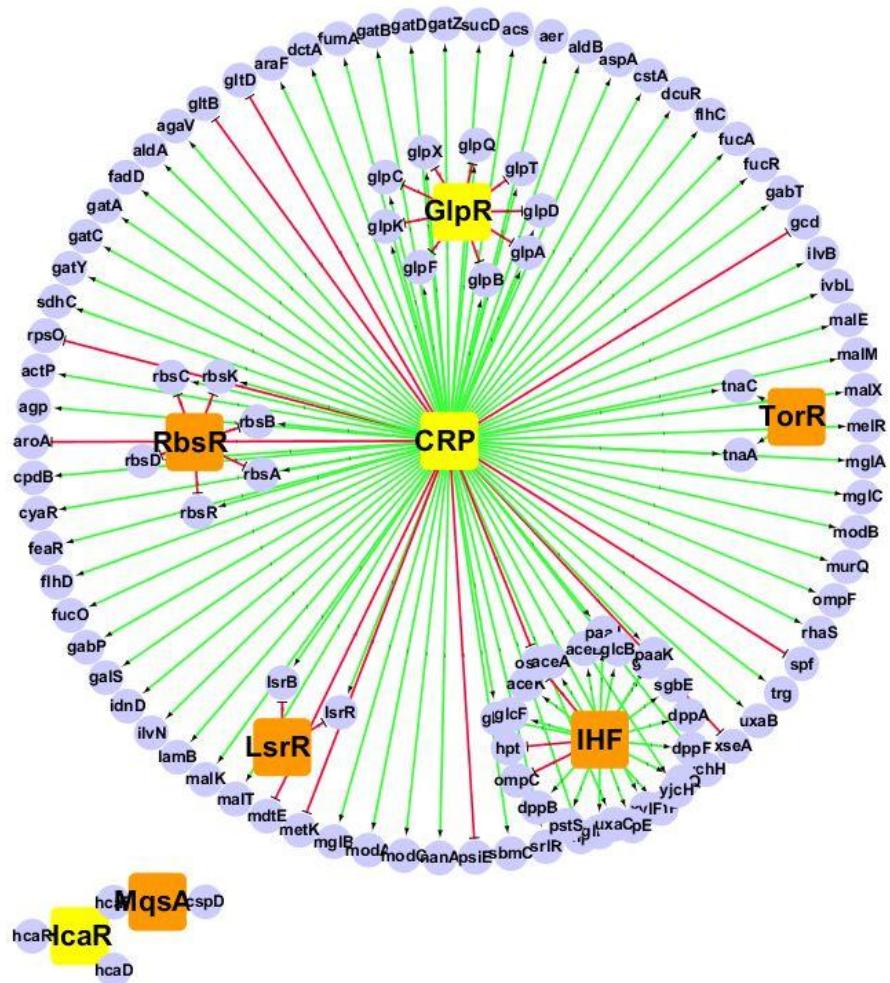 gatZ
gatD
sucD
gatB
acs
fumA
aer
dctA
aldB
araF
aspA
gltD
cstA
gltB
dcuR
agaV
flhC
aldA
fucA
fadD
fucR
gatA
gabT
gatC
gcd
gatY
ilvB
sdhC
ivbL
rpsO
malE
actP
malM
agp
malX
aroA
melR
cpdB
mglA
cyaR
mglC
feaR
modB
flhD
murQ
fucO
ompF
gabP
rhaS
galS
spf
idnD
trg
ilvN
uxaB
lamB
xseA
malK
malT
mdtE
metK
mglB
modA
modC
nanA
psiE
sbmC
srlR
glpX
glpQ
glpC
glpT
GlpR
glpK
glpD
glpA
glpF
glpB
rbsC
rbsK
rbsB
RbsR
rbsD
rbsA
rbsR
CRP
tnaC
TorR
tnaA
lsrB
lsrR
LsrR
aceA
glcB
paaK
aceK
sgbE
glcF
dppA
IHF
hpt
dppF
ompC
yjcH
dppB
pstS
uxaC
MqsA
cspD
hcaR
hcaD